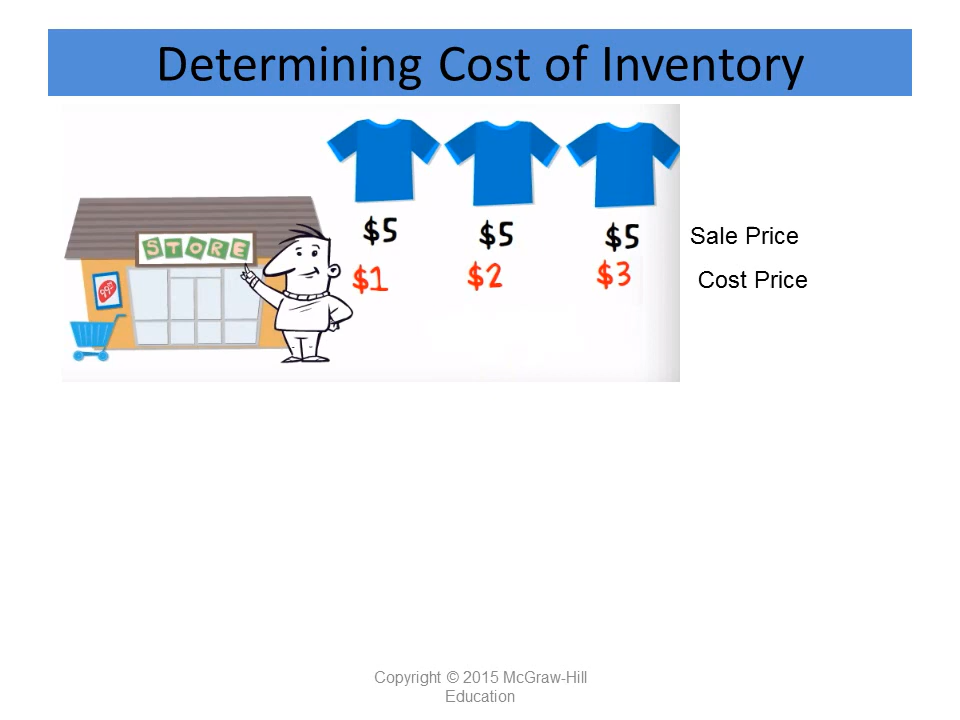 Determining Cost of Inventory
STORE
99¢
$5 $5 $5 Sale Price
$1 $2 $3 Cost Price
Copyright © 2015 McGraw-Hill
Education